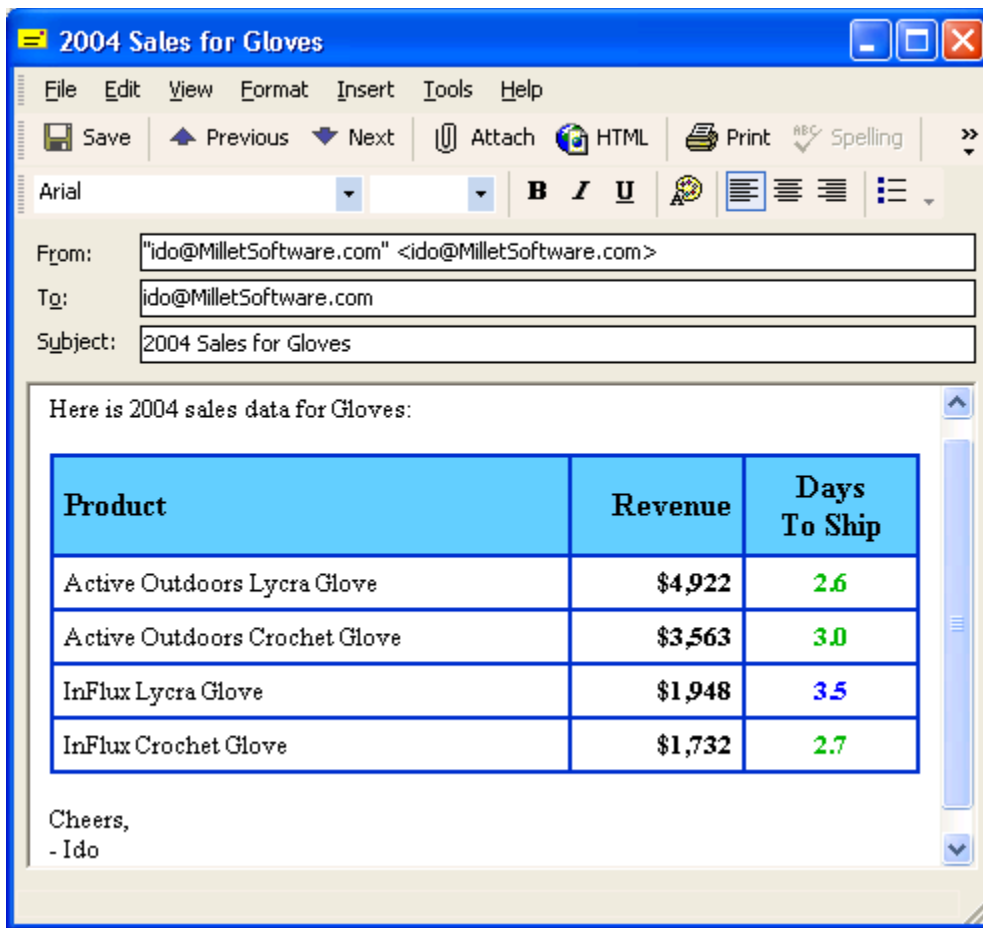 2004 Sales for Gloves
File Edit View Format Insert Tools Help
Save Previous Next Attach HTML Print ABC Spelling »
Arial B I U A
From: "ido@MilletSoftware.com" <ido@MilletSoftware.com>
To: ido@MilletSoftware.com
Subject: 2004 Sales for Gloves
Here is 2004 sales data for Gloves:
Product Revenue Days
To Ship
Active Outdoors Lycra Glove $4,922 2.6
Active Outdoors Crochet Glove $3,563 3.0
InFlux Lycra Glove $1,948 3.5
InFlux Crochet Glove $1,732 2.7
Cheers,
- Ido